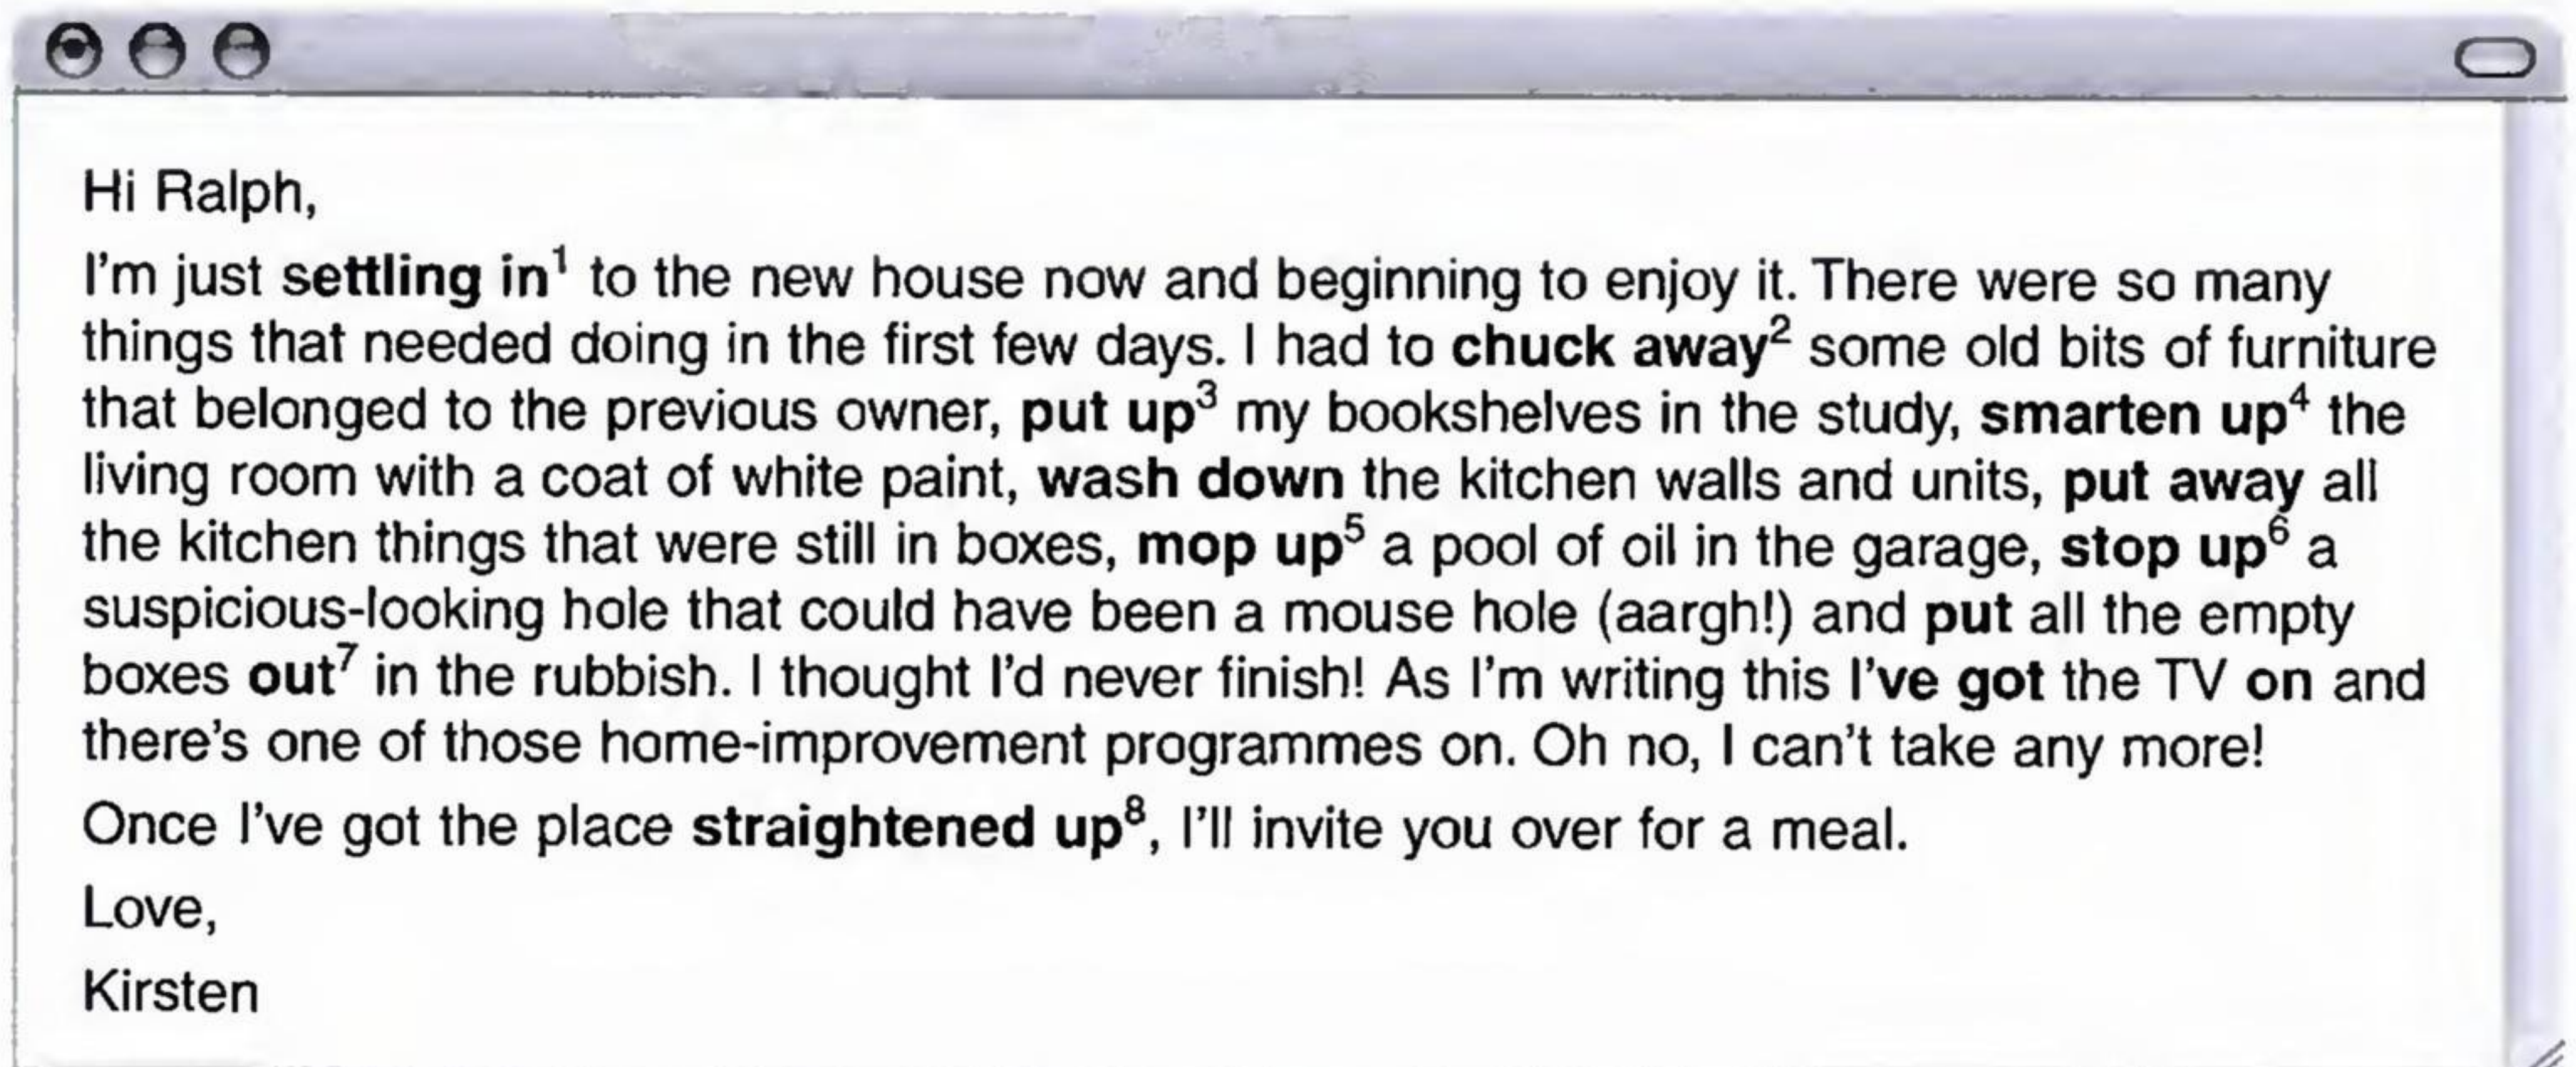 Hi Ralph,
I'm just settling in¹ to the new house now and beginning to enjoy it. There were so many
things that needed doing in the first few days. I had to chuck away² some old bits of furniture
that belonged to the previous owner, put up³ my bookshelves in the study, smarten up⁴ the
living room with a coat of white paint, wash down the kitchen walls and units, put away all
the kitchen things that were still in boxes, mop up⁵ a pool of oil in the garage, stop up⁶ a
suspicious-looking hole that could have been a mouse hole (aargh!) and put all the empty
boxes out⁷ in the rubbish. I thought I'd never finish! As I'm writing this I've got the TV on and
there's one of those home-improvement programmes on. Oh no, I can't take any more!
Once I've got the place straightened up⁸, I'll invite you over for a meal.
Love,
Kirsten